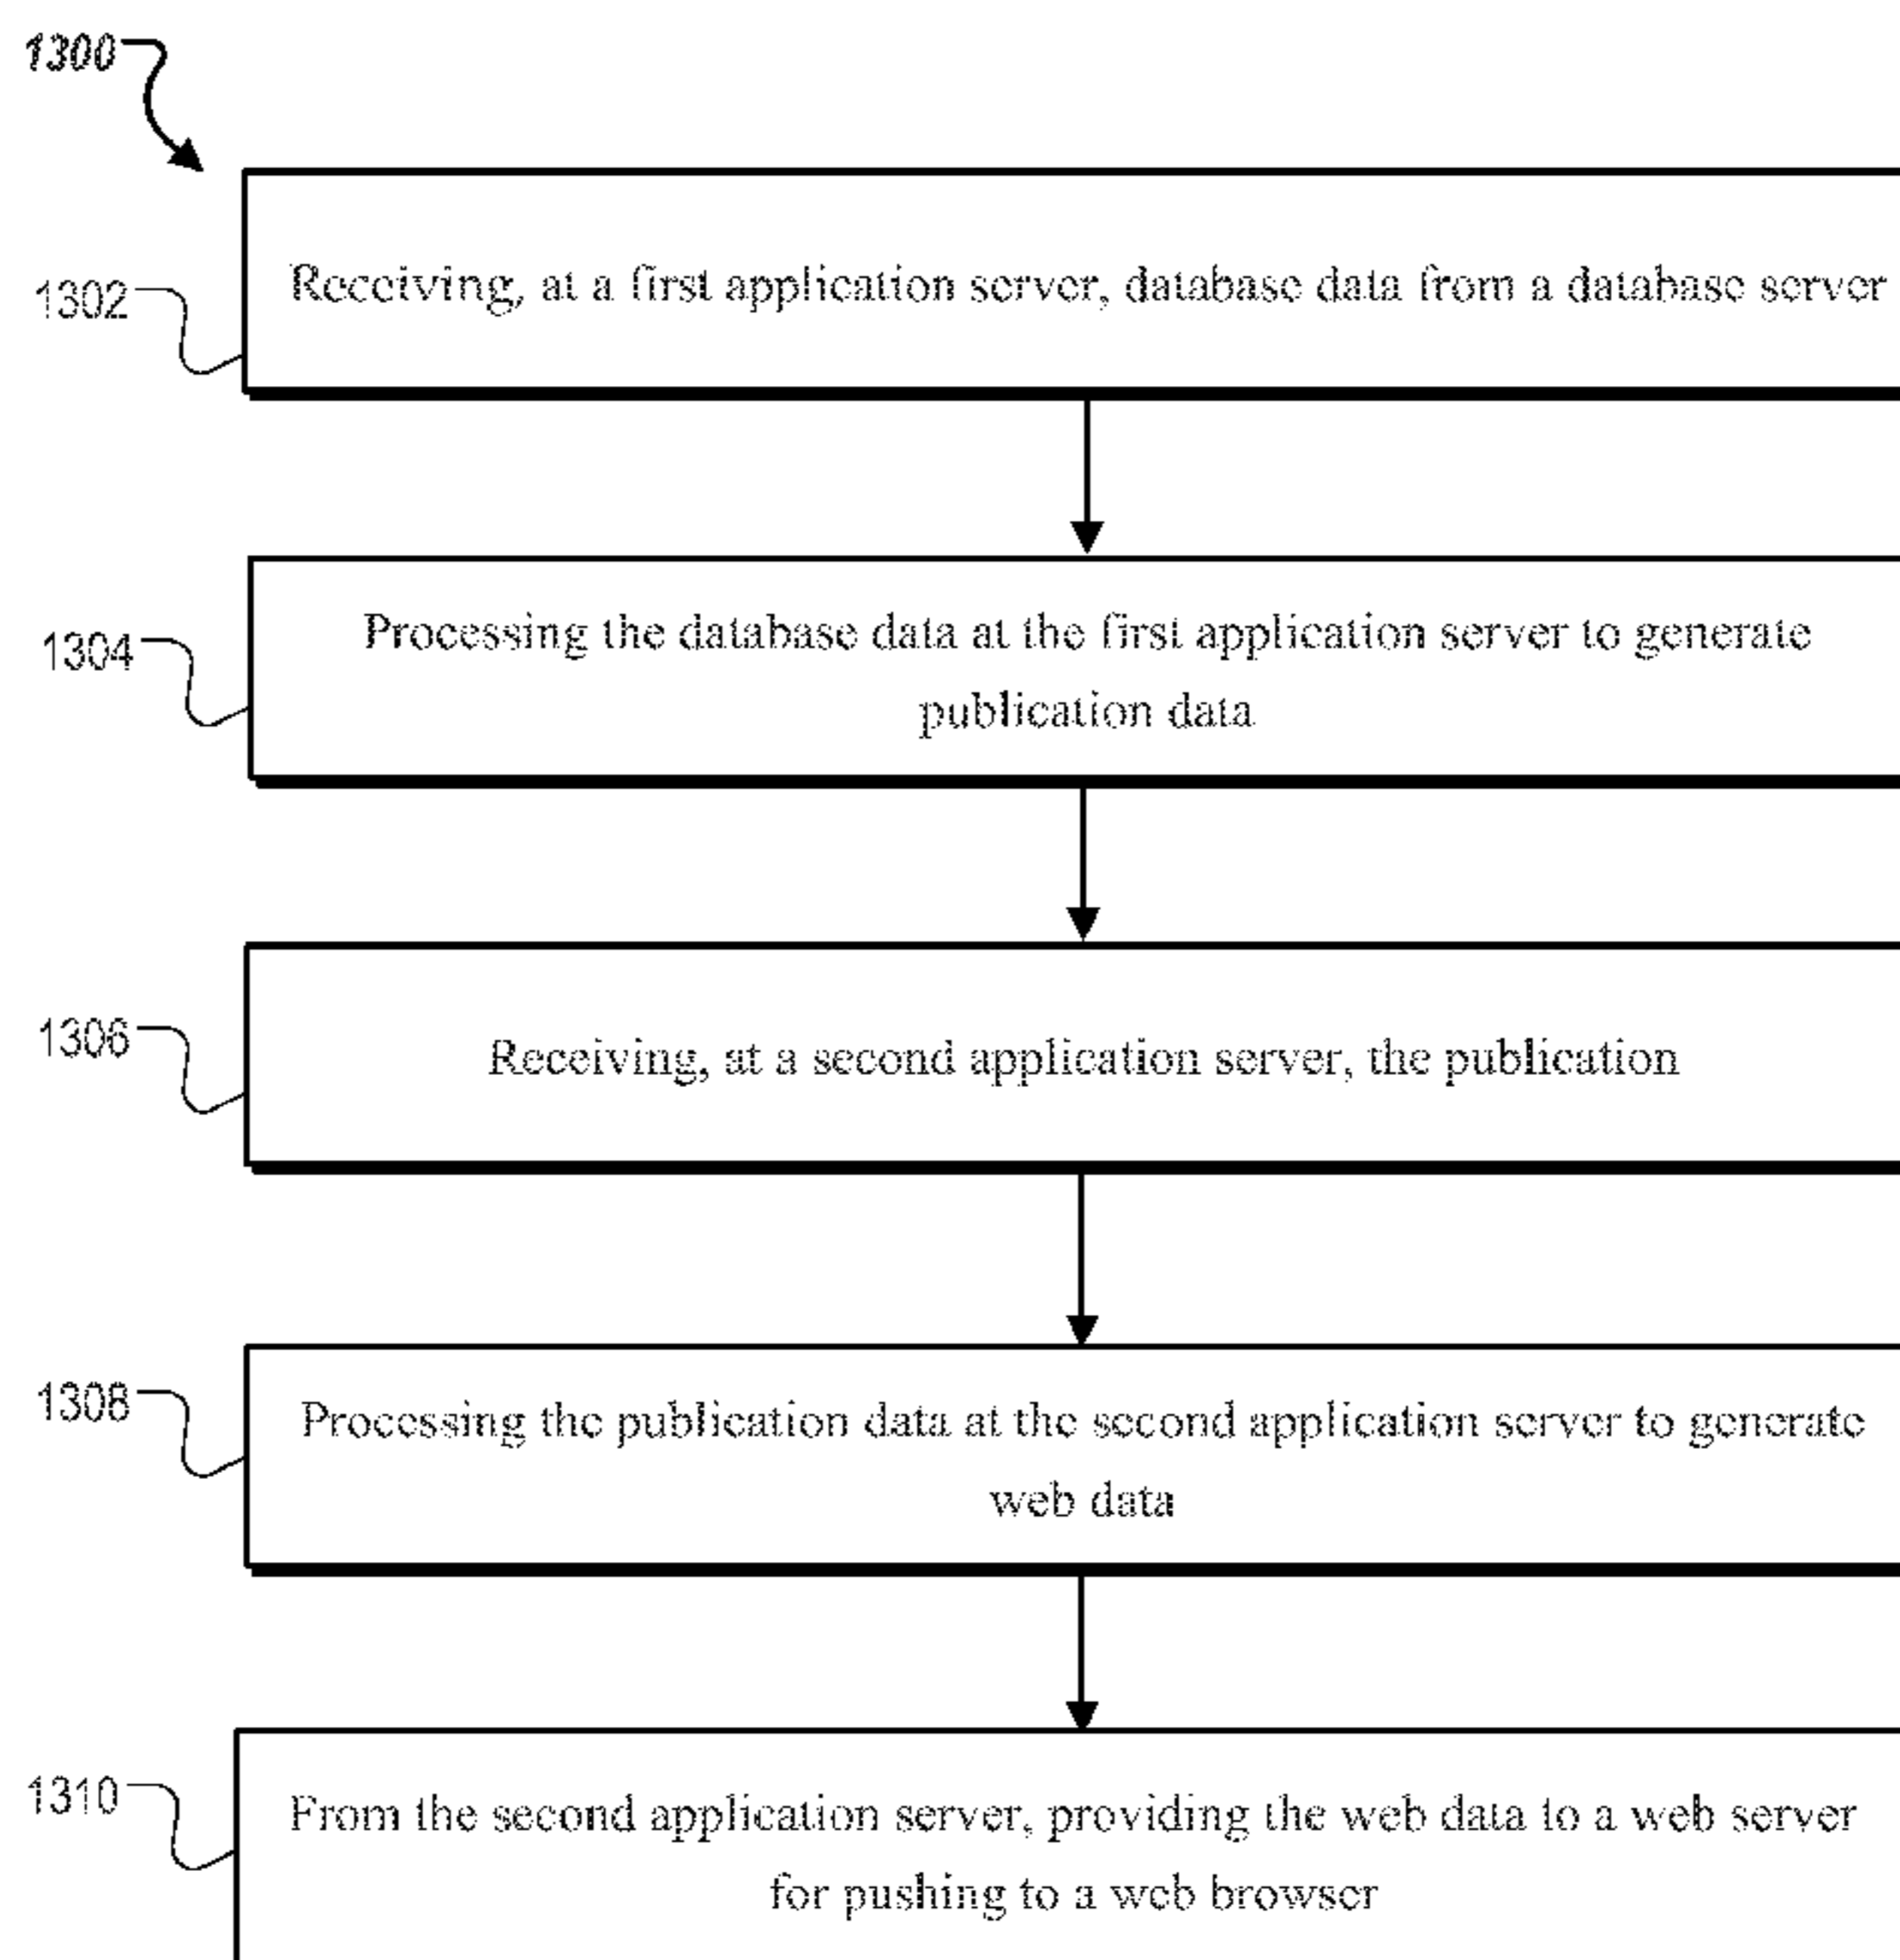 1300
1302
Receiving, at a first application server, database data from a database server
1304
Processing the database data at the first application server to generate
publication data
1306
Receiving, at a second application server, the publication
1308
Processing the publication data at the second application server to generate
web data
1310
From the second application server, providing the web data to a web server
for pushing to a web browser